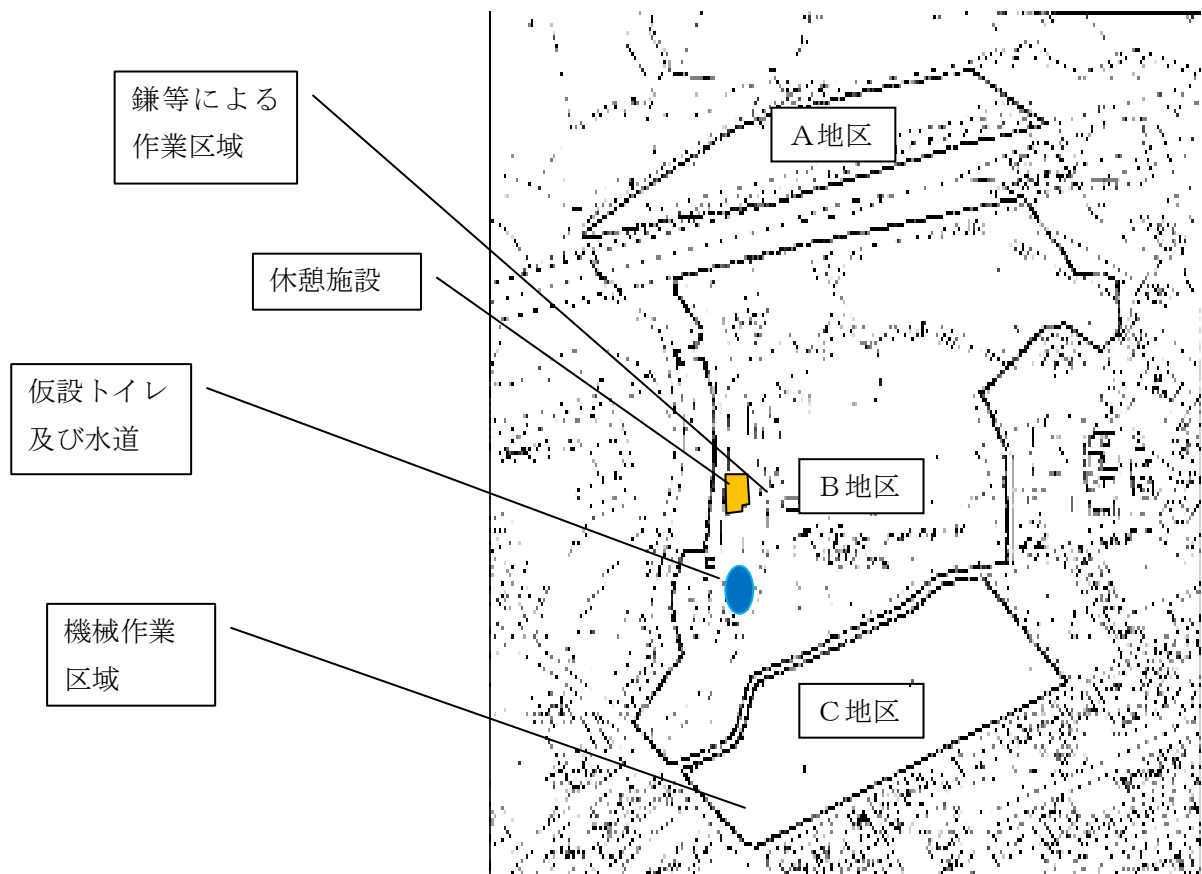 鎌等による
作業区域
A地区
休憩施設
仮設トイレ
及び水道
B地区
機械作業
区域
C地区